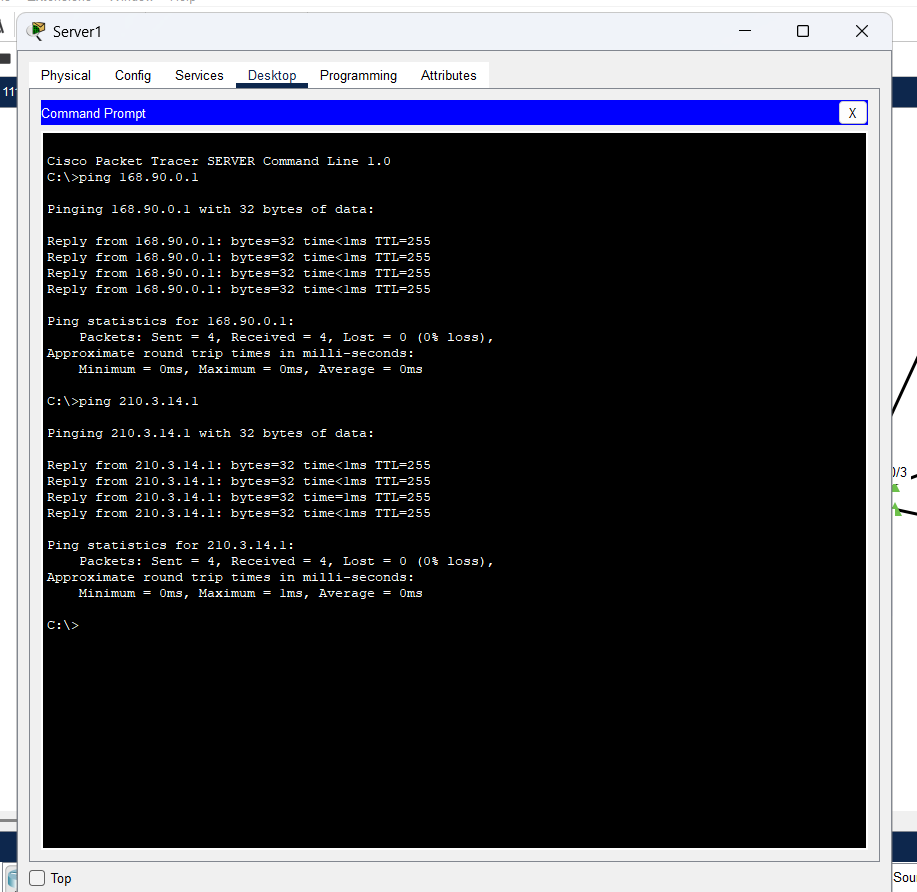 Extensions Window Help
Server1
Physical Config Services Desktop Programming Attributes
11
Command Prompt X
Cisco Packet Tracer SERVER Command Line 1.0
C:\>ping 168.90.0.1
Pinging 168.90.0.1 with 32 bytes of data:
Reply from 168.90.0.1: bytes=32 time<1ms TTL=255
Reply from 168.90.0.1: bytes=32 time<1ms TTL=255
Reply from 168.90.0.1: bytes=32 time<1ms TTL=255
Reply from 168.90.0.1: bytes=32 time<1ms TTL=255
Ping statistics for 168.90.0.1:
Packets: Sent = 4, Received = 4, Lost = 0 (0% loss),
Approximate round trip times in milli-seconds:
Minimum = 0ms, Maximum = 0ms, Average = 0ms
C:\>ping 210.3.14.1
Pinging 210.3.14.1 with 32 bytes of data:
Reply from 210.3.14.1: bytes=32 time<1ms TTL=255
Reply from 210.3.14.1: bytes=32 time<1ms TTL=255
Reply from 210.3.14.1: bytes=32 time=1ms TTL=255
Reply from 210.3.14.1: bytes=32 time<1ms TTL=255
Ping statistics for 210.3.14.1:
Packets: Sent = 4, Received = 4, Lost = 0 (0% loss),
Approximate round trip times in milli-seconds:
Minimum = 0ms, Maximum = 1ms, Average = 0ms
C:\>
/3
Top
Sou